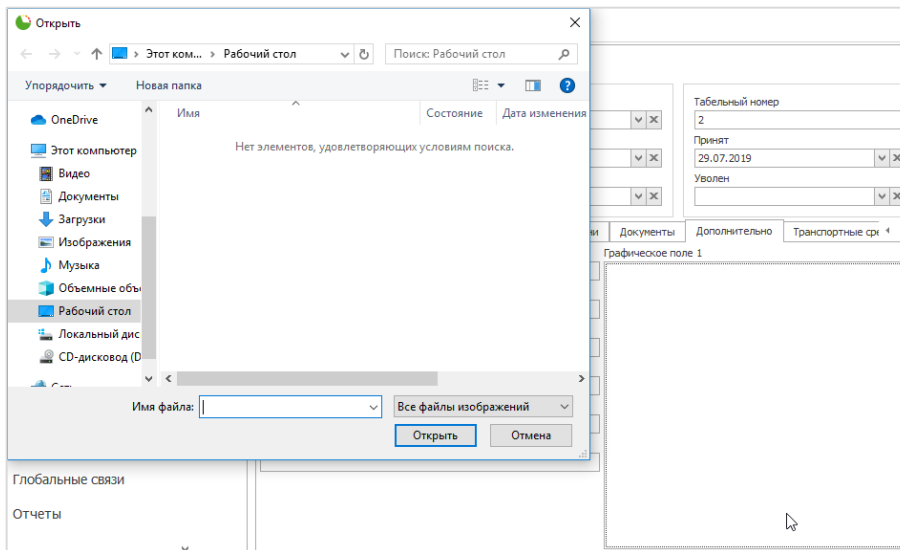 Открыть
Этот ком... › Рабочий стол
Поиск: Рабочий стол
Упорядочить
Новая папка
Имя
Состояние
Дата изменения
Нет элементов, удовлетворяющих условиям поиска.
OneDrive
Этот компьютер
Видео
Документы
Загрузки
Изображения
Музыка
Объемные объ
Рабочий стол
Локальный дис
CD-дисковод (D
Имя файла:
Все файлы изображений
Открыть
Отмена
Табельный номер
2
Принят
29.07.2019
Уволен
Документы
Дополнительно
Транспортные сре
Графическое поле 1
Глобальные связи
Отчеты